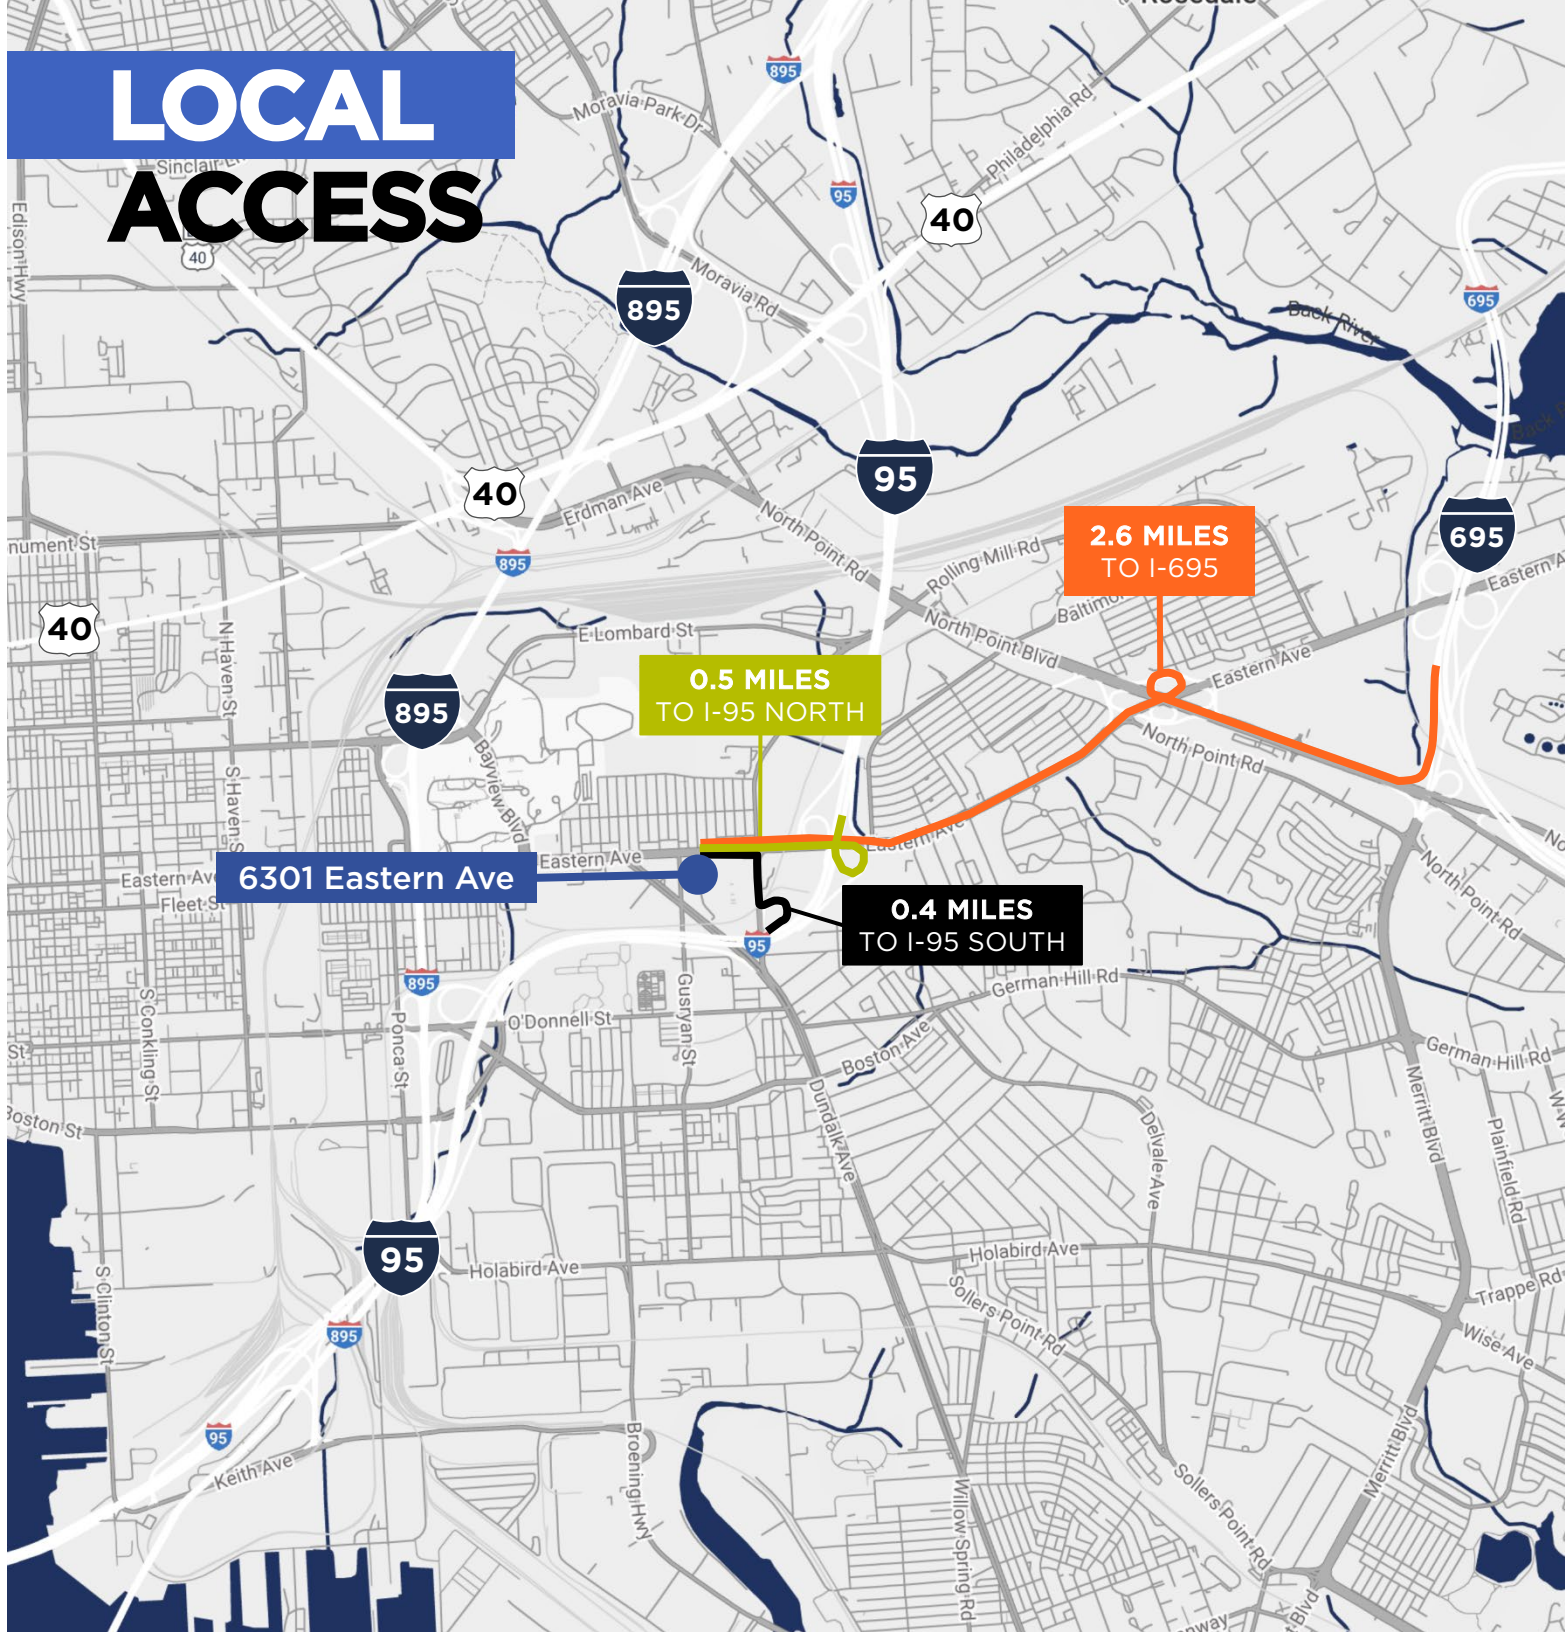 LOCAL
ACCESS
895
Moravia Park Dr
Philadelphia Rd
95
40
Edison Hwy
40
Moravia Rd
895
695
Back River
40
Erdman Ave
95
North Point Rd
695
895
Rolling Mill Rd
2.6 MILES
TO I-695
40
N Haven St
E Lombard St
North Point Blvd
Eastern Ave
0.5 MILES
TO I-95 NORTH
895
Bayview Blvd
North Point Rd
S Haven S
Eastern Ave
Eastern Ave
6301 Eastern Ave
Eastern Ave
Fleet St
North Point Rd
0.4 MILES
TO I-95 SOUTH
95
895
Gusryan St
German Hill Rd
S Conkling St
Ponca St
O'Donnell St
Boston Ave
German Hill Rd
St
Boston St
Dundalk Ave
Delvale Ave
Merritt Blvd
Plainfield Rd
95
Holabird Ave
Holabird Ave
S Clinton St
Sollers Point Rd
Trappe Rd
895
Wise Ave
95
Keith Ave
Broening Hwy
Willow Spring Rd
Sollers Point Rd
Merritt Blvd
Blvd